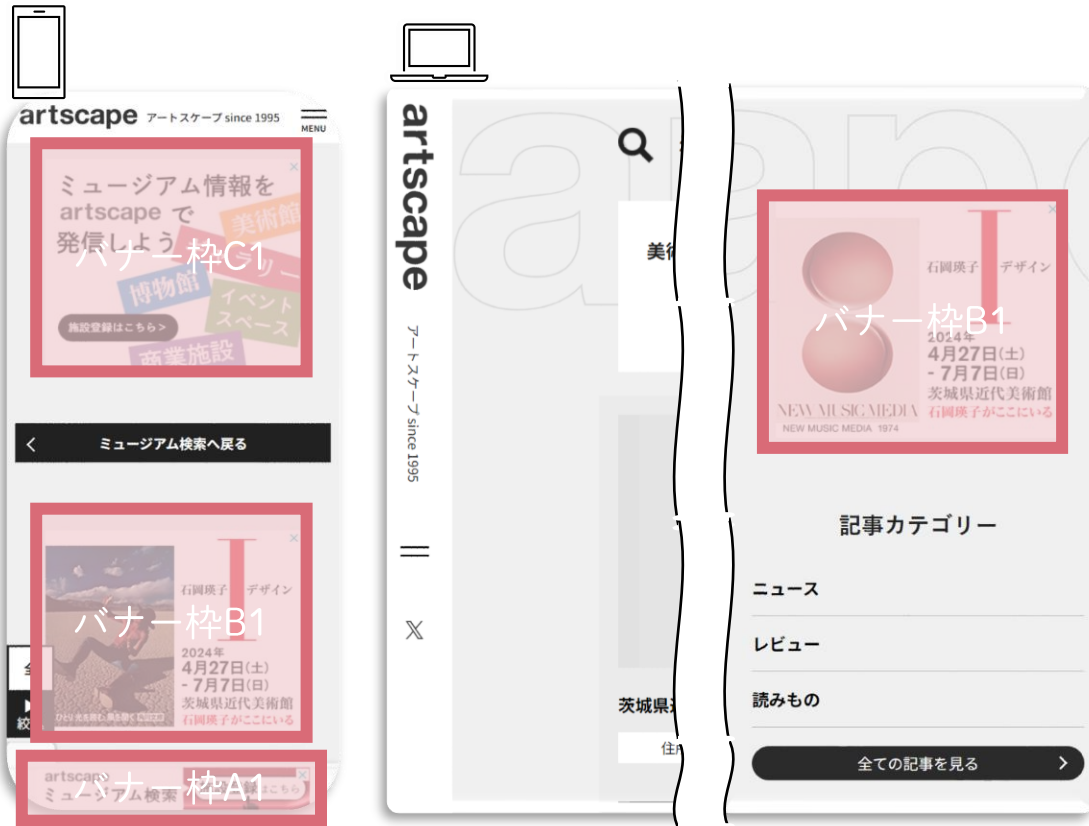 artscape アートスケープ since 1995
MENU
ミュージアム情報を
artscape で
発信しよう
美術館
ラリー
博物館
イベント
スペース
施設登録はこちら>
商業施設
バナー枠C1
ミュージアム検索へ戻る
石岡瑛子 I デザイン
バナー枠B1
2024年
4月27日(土)
- 7月7日(日)
茨城県近代美術館
石岡瑛子がここにいる
全
絞
artscape
ミュージアム検索
はこちら
バナー枠A1
artscape
アートスケープ since 1995
X
美術
茨城県
住所
石岡瑛子 I デザイン
バナー枠B1
2024年
4月27日(土)
- 7月7日(日)
茨城県近代美術館
石岡瑛子がここにいる
NEW MUSIC MEDIA
NEW MUSIC MEDIA 1974
記事カテゴリー
ニュース
レビュー
読みもの
全ての記事を見る